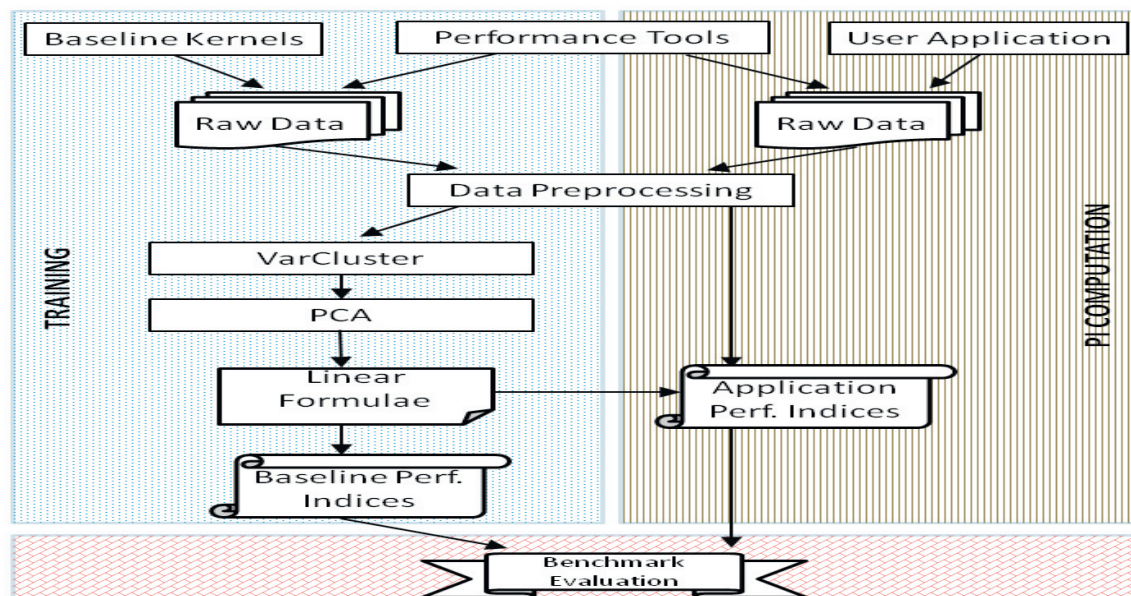 Baseline Kernels
Performance Tools
User Application
Raw Data
Raw Data
Data Preprocessing
VarCluster
PCA
TRAINING
PI COMPUTATION
Linear
Formulae
Application
Perf. Indices
Baseline Perf.
Indices
Benchmark
Evaluation